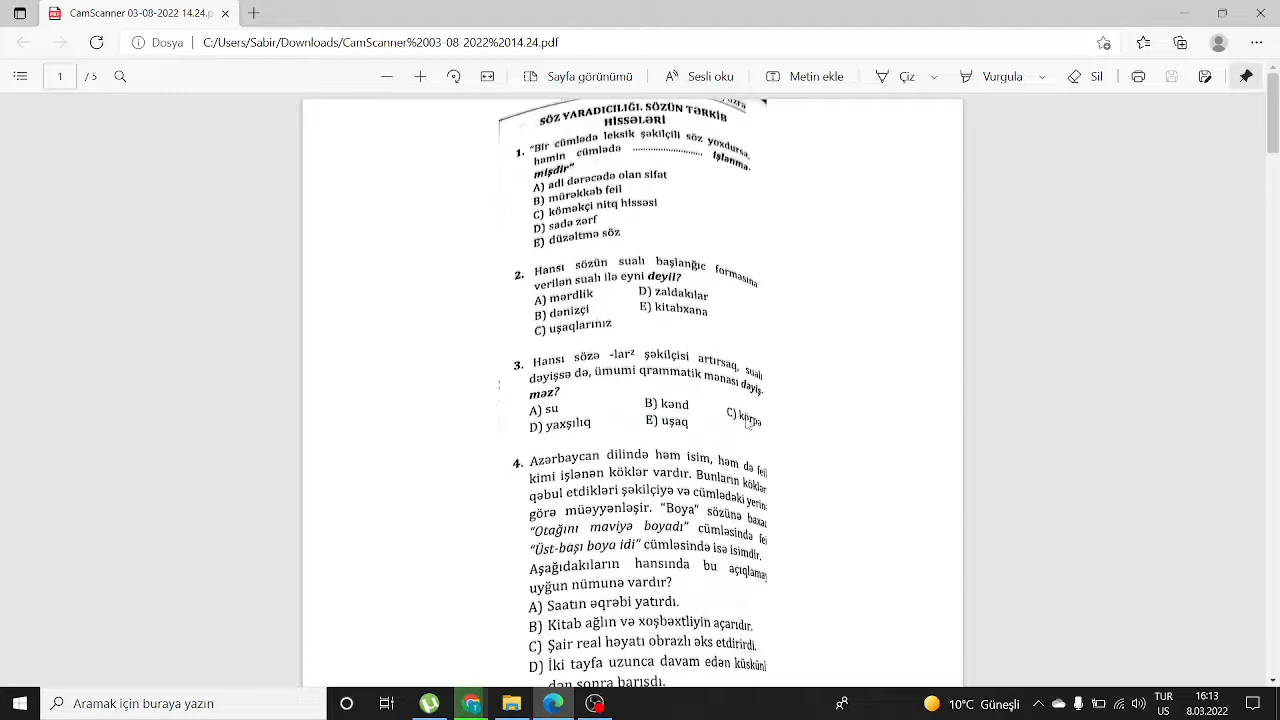 CamScanner 03-08-2022 14.24.p
Dosya | C:/Users/Sabir/Downloads/CamScanner%2003-08-2022%2014.24.pdf
1 / 5 Sayfa görünümü Sesli oku Metin ekle Çiz Vurgula Sil
SÖZ YARADICILIĞI. SÖZÜN TƏRKİB
HİSSƏLƏRİ
1. "Bir cümlədə leksik şəkilçili söz yoxdursa,
həmin cümlədə ........................ işlənmə-
mişdir"
A) adi dərəcədə olan sifət
B) mürəkkəb feil
C) köməkçi nitq hissəsi
D) sadə zərf
E) düzəltmə söz
2. Hansı sözün sualı başlanğıc formasına
verilən sualı ilə eyni deyil?
A) mərdlik D) zaldakılar
B) dənizçi E) kitabxana
C) uşaqlarınız
3. Hansı sözə -lar² şəkilçisi artırsaq, sualı
dəyişsə də, ümumi qrammatik mənası dəyiş-
məz?
A) su B) kənd C) körpə
D) yaxşılıq E) uşaq
4. Azərbaycan dilində həm isim, həm də feil
kimi işlənən köklər vardır. Bunların köklər
qəbul etdikləri şəkilçiyə və cümlədəki yerinə
görə müəyyənləşir. "Boya" sözünə baxaq
"Otağını maviyə boyadı" cümləsində fei
"Üst-başı boya idi" cümləsində isə isimdir.
Aşağıdakıların hansında bu açıqlamay
uyğun nümunə vardır?
A) Saatın əqrəbi yatırdı.
B) Kitab ağlın və xoşbəxtliyin açarıdır.
C) Şair real həyatı obrazlı əks etdirirdi.
D) İki tayfa uzunca davam edən küskünl
dən sonra barışdı.
Aramak için buraya yazın 10°C Güneşli TUR US 16:13 8.03.2022